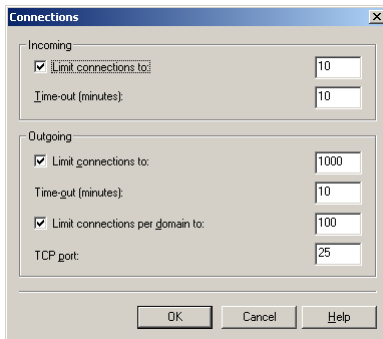 Connections
Incoming
Limit connections to: 10
Time-out (minutes): 10
Outgoing
Limit connections to: 1000
Time-out (minutes): 10
Limit connections per domain to: 100
TCP port: 25
OK Cancel Help